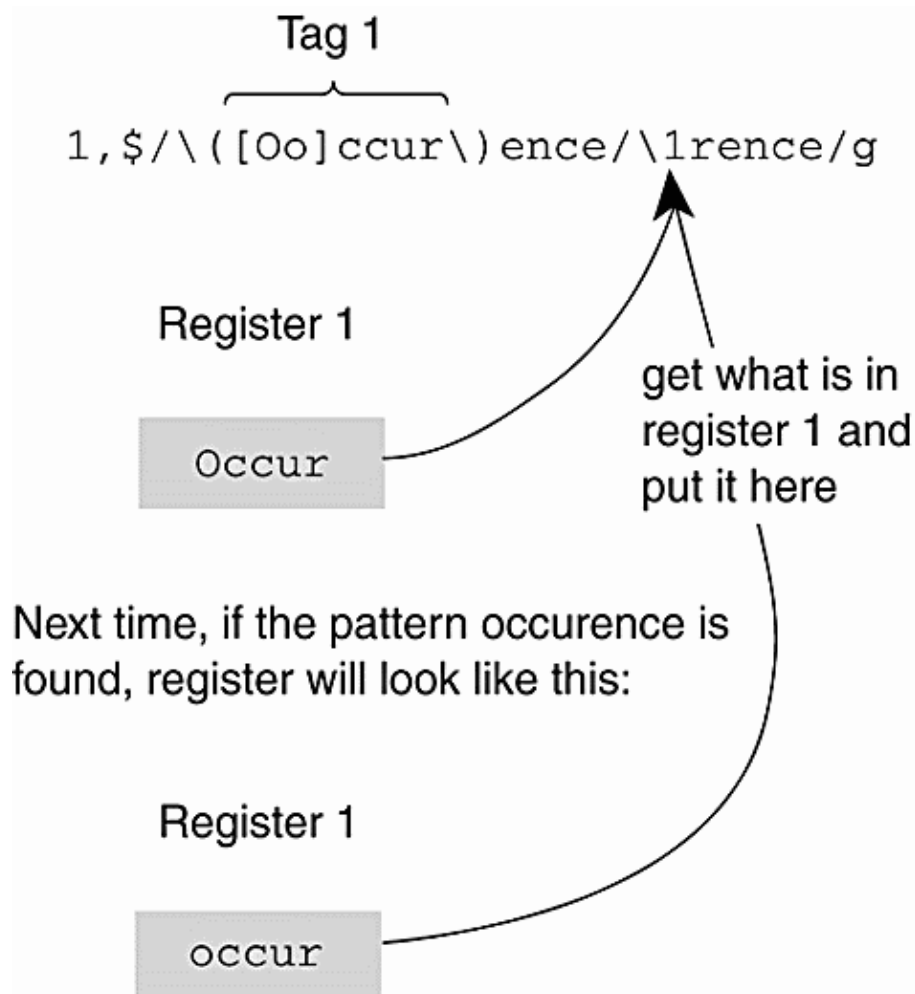 Tag 1
1,$/\([Oo]ccur\)ence/\1rence/g
Register 1
get what is in
register 1 and
put it here
Occur
Next time, if the pattern occurence is
found, register will look like this:
Register 1
occur